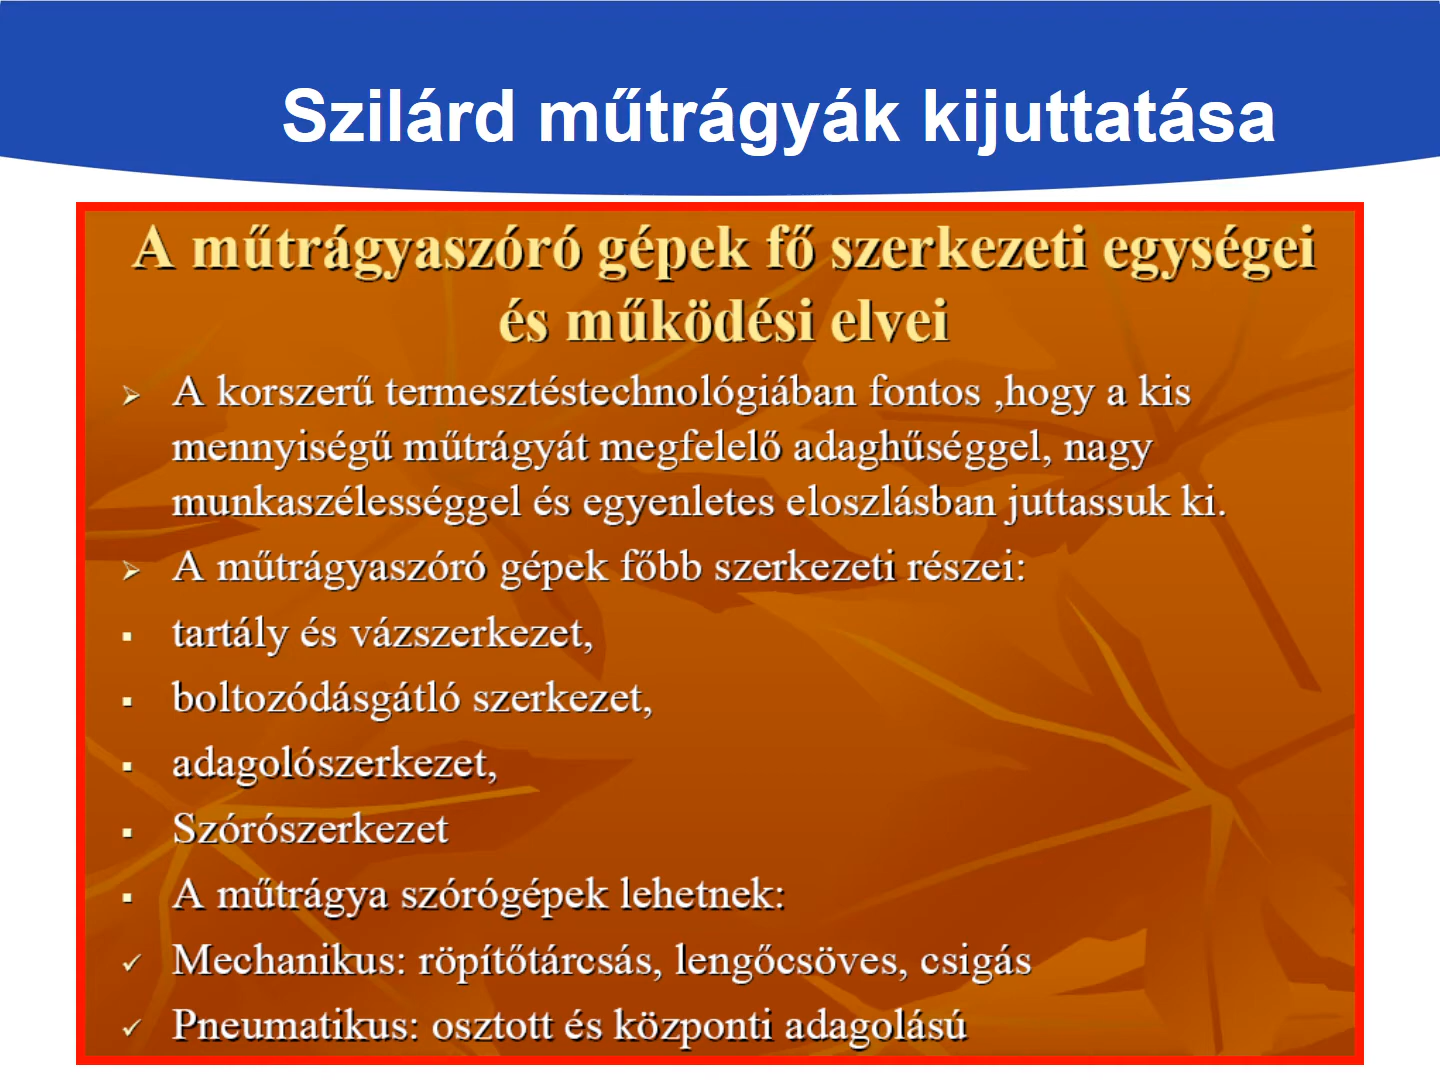 Szilárd műtrágyák kijuttatása
A műtrágyaszóró gépek fő szerkezeti egységei
és működési elvei
A korszerű termesztéstechnológiában fontos ,hogy a kis
mennyiségű műtrágyát megfelelő adaghűséggel, nagy
munkaszélességgel és egyenletes eloszlásban juttassuk ki.
A műtrágyaszóró gépek főbb szerkezeti részei:
tartály és vázszerkezet,
boltozódásgátló szerkezet,
adagolószerkezet,
Szórószerkezet
A műtrágya szórógépek lehetnek:
Mechanikus: röpítőtárcsás, lengőcsöves, csigás
Pneumatikus: osztott és központi adagolású